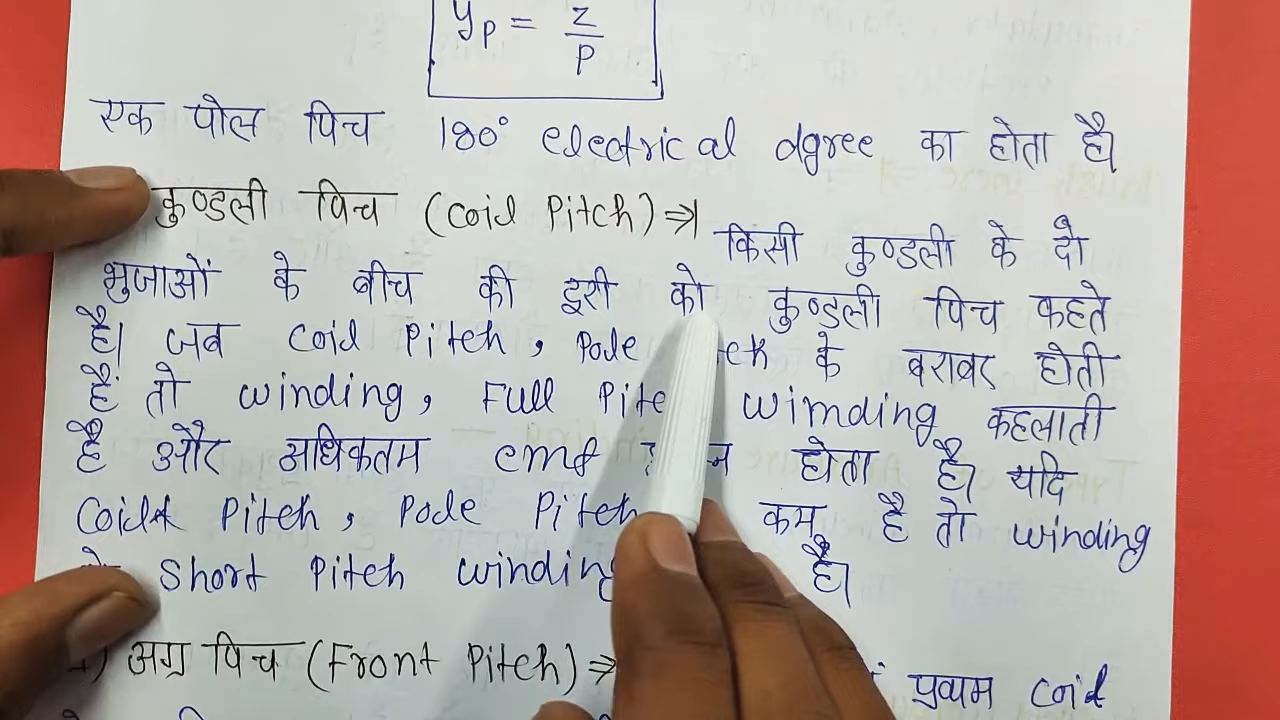 yP = Z/P
एक पोल पिच 180° electrical dgree का होता है।
कुण्डली पिच (Coil Pitch) ⇒ किसी कुण्डली के दो
भुजाओं के बीच की दूरी को कुण्डली पिच कहते
है। जब Coil Pitch, Pole के बराबर होती
हैं तो winding, Full winding कहलाती
है और अधिकतम emf होता है। यदि
Coil Pitch, Pole Pitch कम है तो winding
Short Pitch winding है।
अग्र पिच (Front Pitch) ⇒ प्रथम Coil